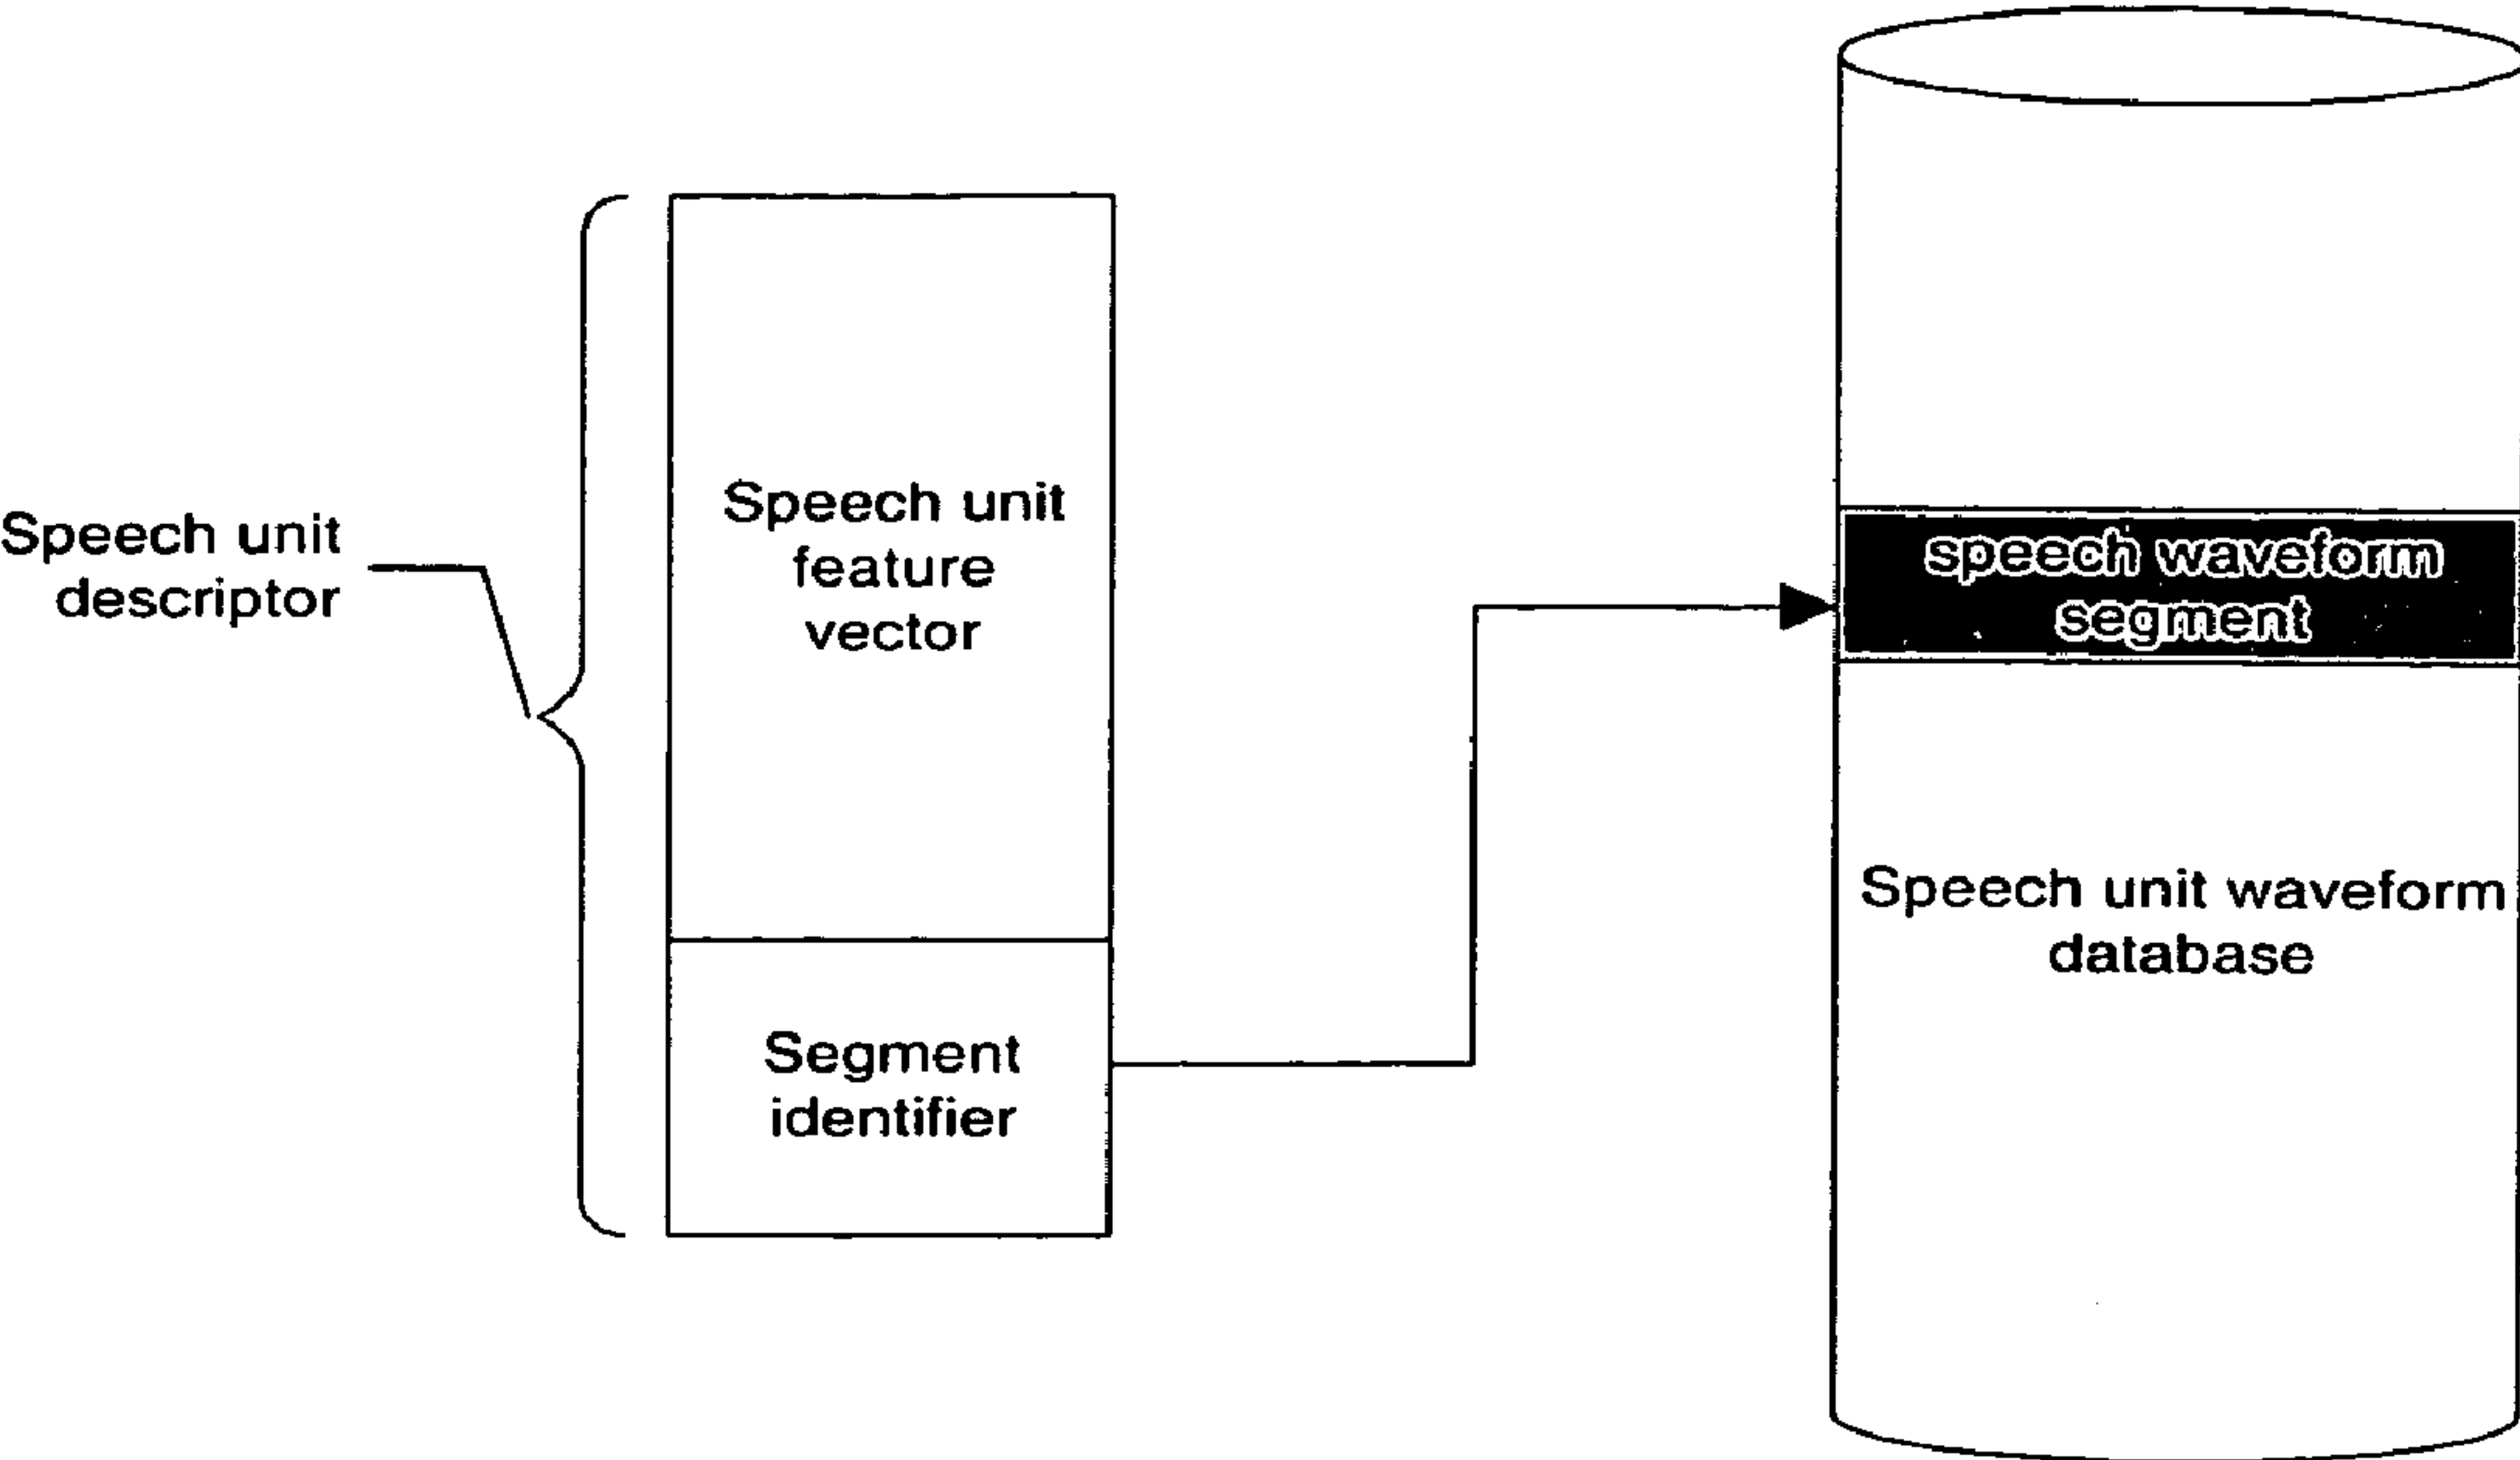 Speech unit
descriptor
Speech unit
feature
vector
Segment
identifier
speech waveform
segment
Speech unit waveform
database